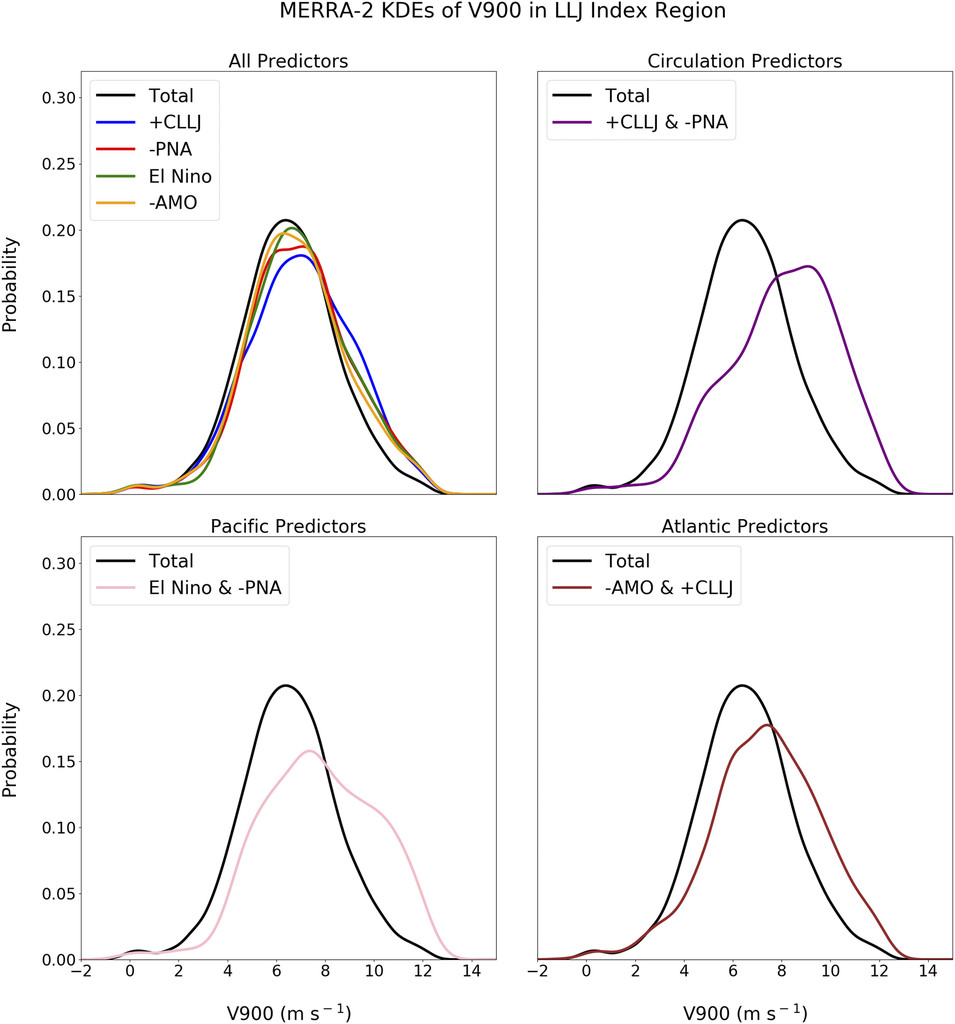 MERRA-2 KDEs of V900 in LLJ Index Region
All Predictors
Circulation Predictors
Probability
0.30
0.25
0.20
0.15
0.10
0.05
0.00
Total
+CLLJ
-PNA
El Nino
-AMO
Total
+CLLJ & -PNA
Pacific Predictors
Atlantic Predictors
Probability
0.30
0.25
0.20
0.15
0.10
0.05
0.00
Total
El Nino & -PNA
Total
-AMO & +CLLJ
−2 0 2 4 6 8 10 12 14
−2 0 2 4 6 8 10 12 14
V900 (m s⁻¹)
V900 (m s⁻¹)